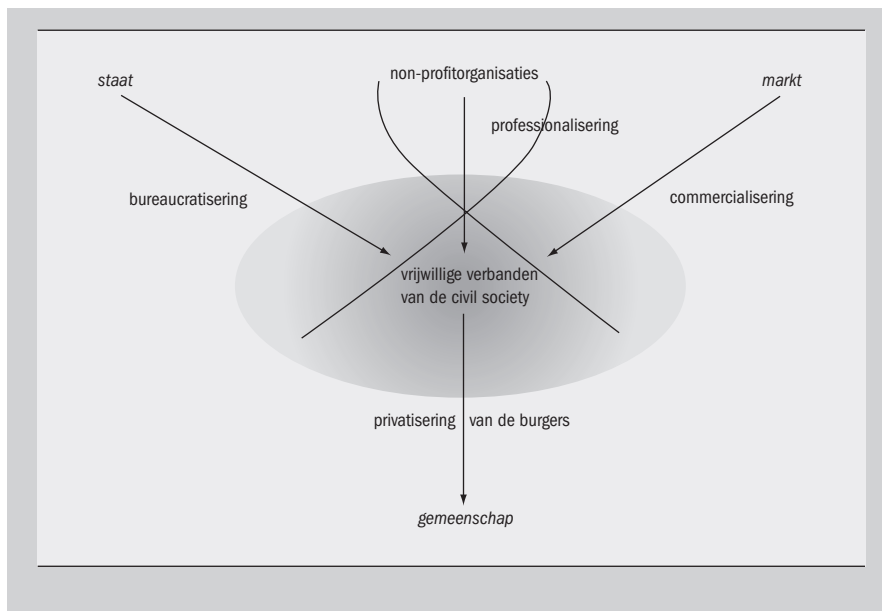 staat
non-profitorganisaties
markt
professionalisering
bureaucratisering
commercialisering
vrijwillige verbanden
van de civil society
privatisering van de burgers
gemeenschap